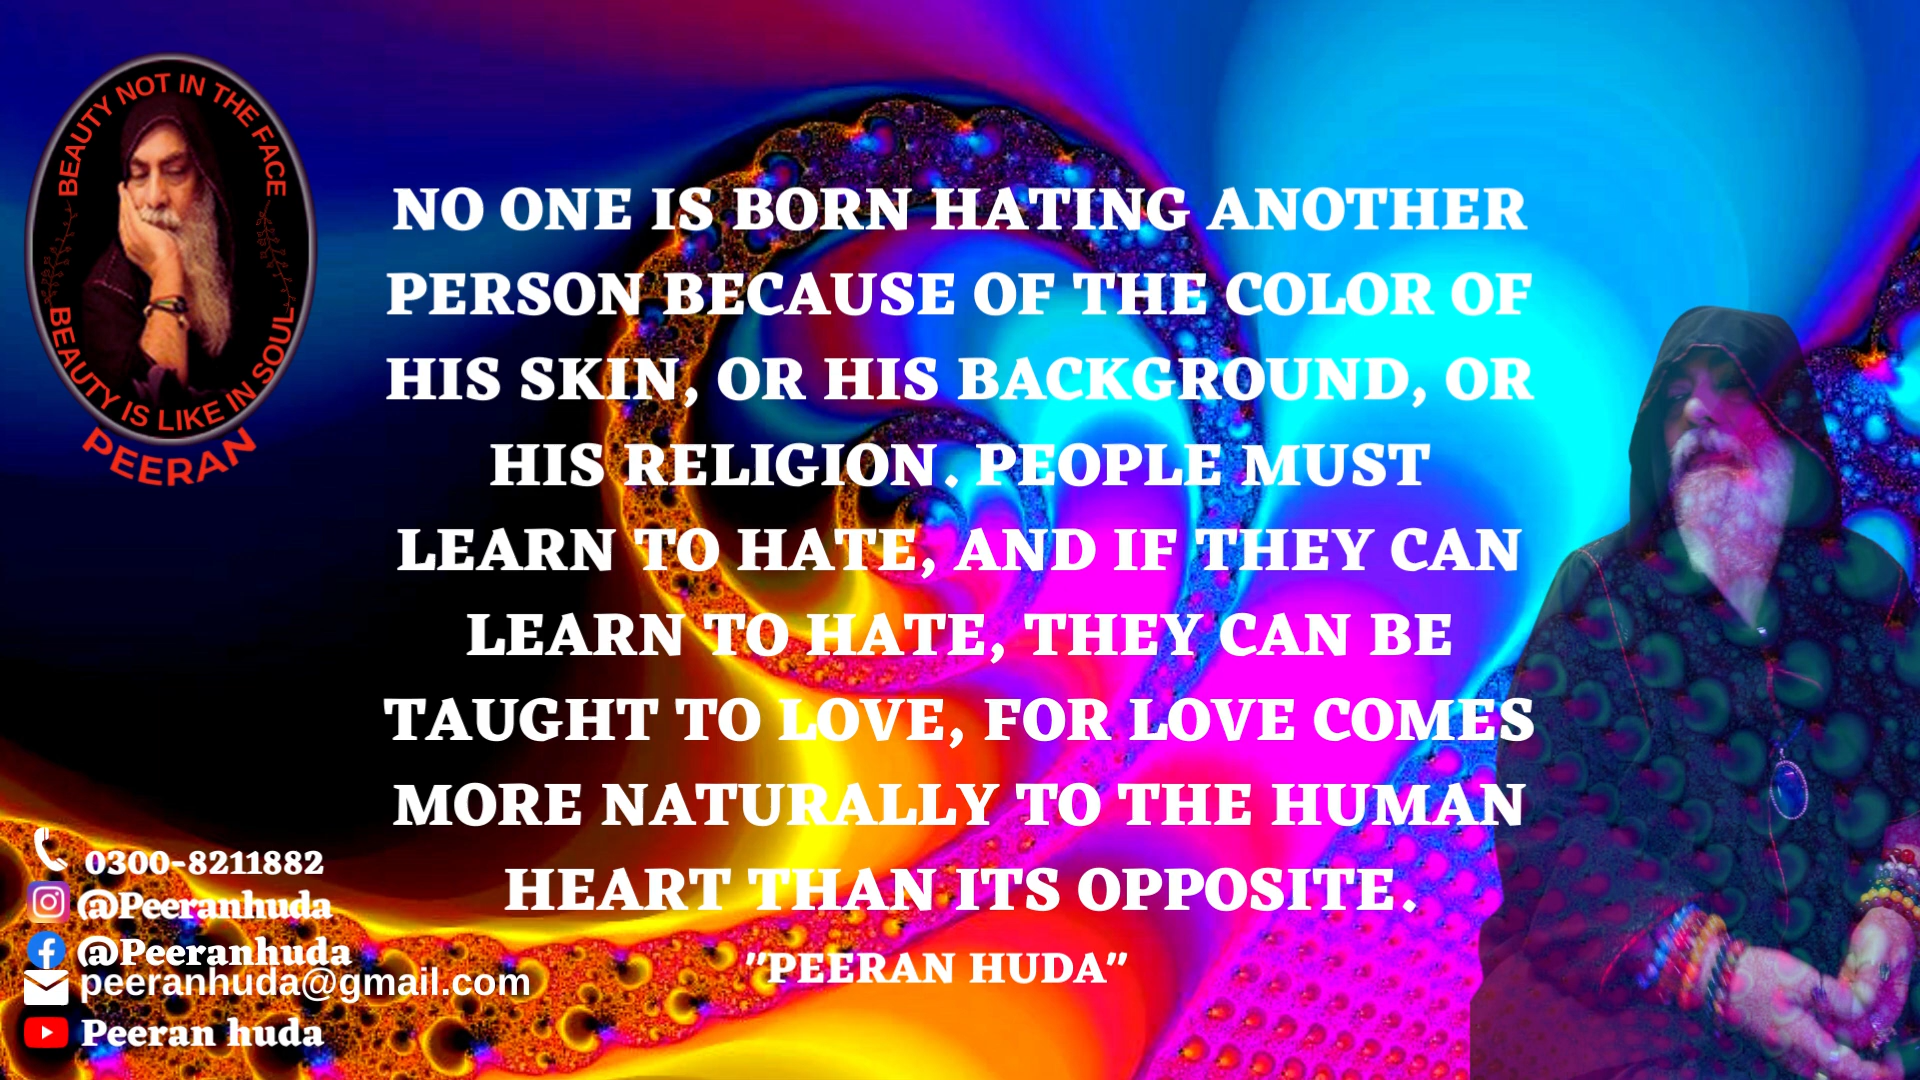 BEAUTY NOT IN THE FACE
BEAUTY IS LIKE IN SOUL
PEERAN
NO ONE IS BORN HATING ANOTHER
PERSON BECAUSE OF THE COLOR OF
HIS SKIN, OR HIS BACKGROUND, OR
HIS RELIGION. PEOPLE MUST
LEARN TO HATE, AND IF THEY CAN
LEARN TO HATE, THEY CAN BE
TAUGHT TO LOVE, FOR LOVE COMES
MORE NATURALLY TO THE HUMAN
HEART THAN ITS OPPOSITE.
"PEERAN HUDA"
0300-8211882
@Peeranhuda
@Peeranhuda
peeranhuda@gmail.com
Peeran huda